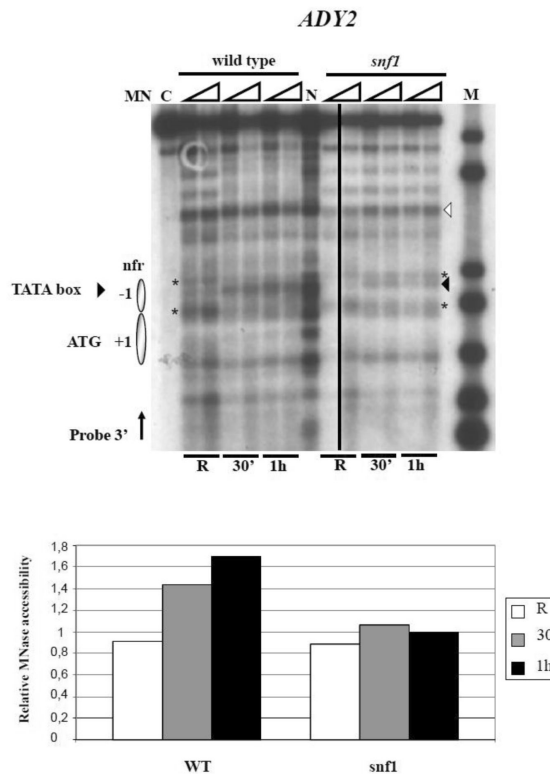 ADY2
wild type snf1
MN C N M
nfr
*
*
TATA box -1
*
*
ATG +1
Probe 3'
R 30' 1h R 30' 1h
Relative MNase accessibility
1,8
1,6
1,4
1,2
1
0,8
0,6
0,4
0,2
0
WT snf1
R
30
1h